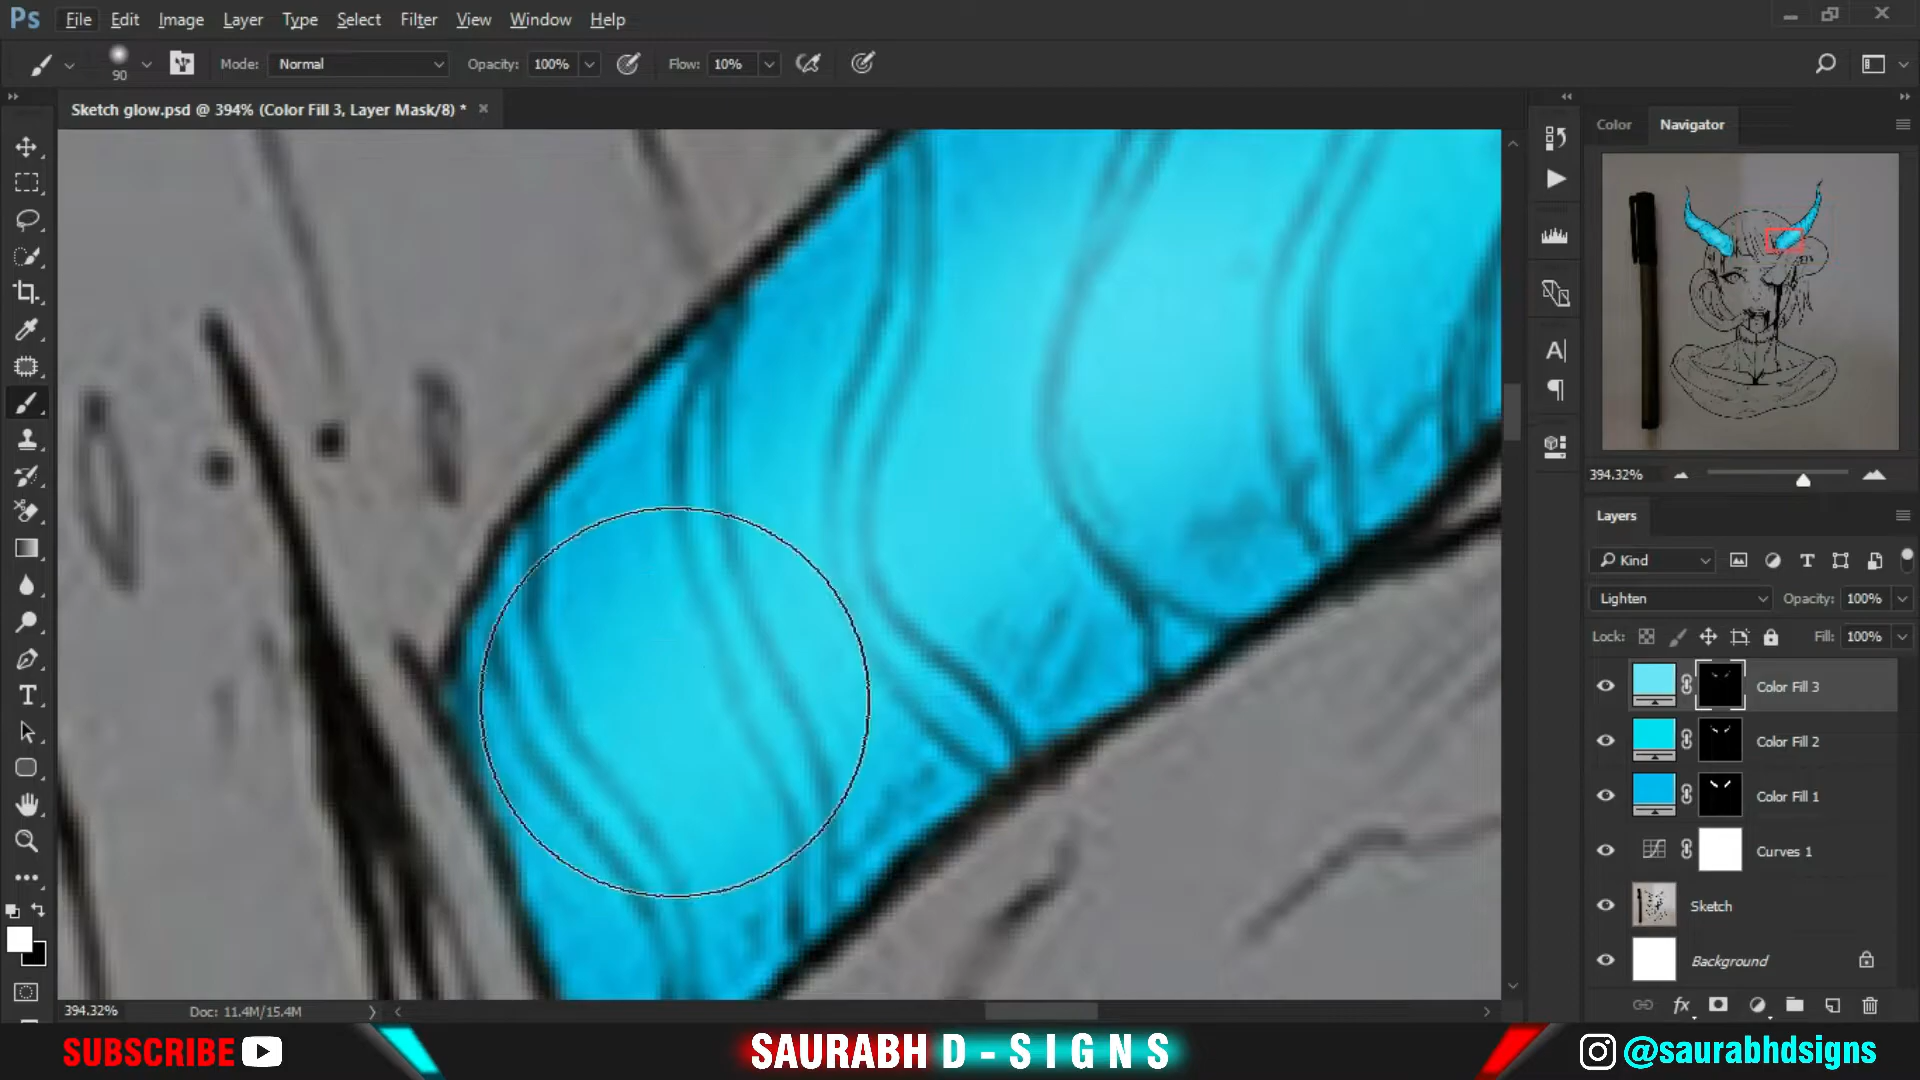 Ps File Edit Image Layer Type Select Filter View Window Help
90 Mode: Normal Opacity: 100% Flow: 10%
Sketch glow.psd @ 394% (Color Fill 3, Layer Mask/8) *
Color Navigator
394.32%
Layers
Kind
Lighten Opacity: 100%
Lock: Fill: 100%
Color Fill 3
Color Fill 2
Color Fill 1
Curves 1
Sketch
Background
394.32% Doc: 11.4M/15.4M
SUBSCRIBE SAURABH D-SIGNS @saurabhdsigns